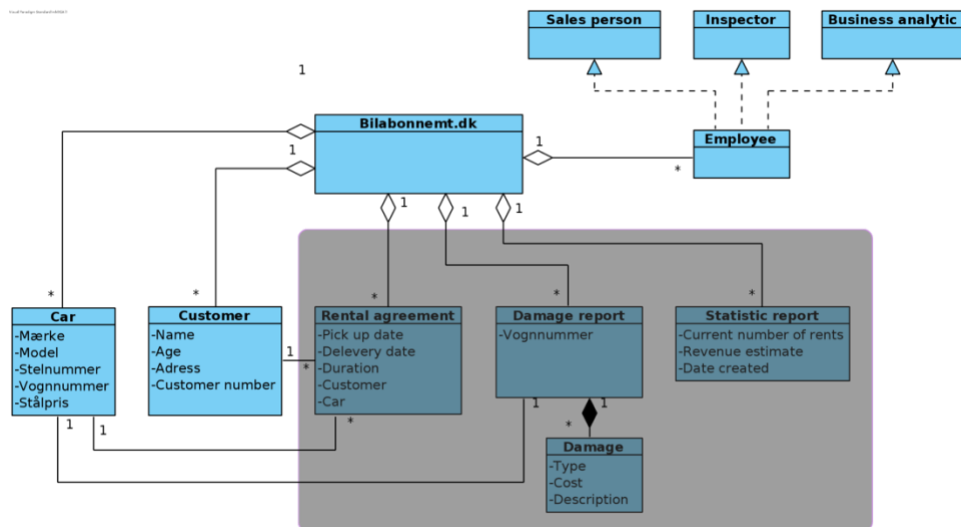 Sales person
Inspector
Business analytic
1
Bilabonnemt.dk
Employee
1
1
*
1
1
1
*
*
*
*
*
Car
-Mærke
-Model
-Stelnummer
-Vognnummer
-Stålpris
Customer
-Name
-Age
-Adress
-Customer number
1
*
Rental agreement
-Pick up date
-Delevery date
-Duration
-Customer
-Car
Damage report
-Vognnummer
Statistic report
-Current number of rents
-Revenue estimate
-Date created
1
1
*
1
1
*
Damage
-Type
-Cost
-Description